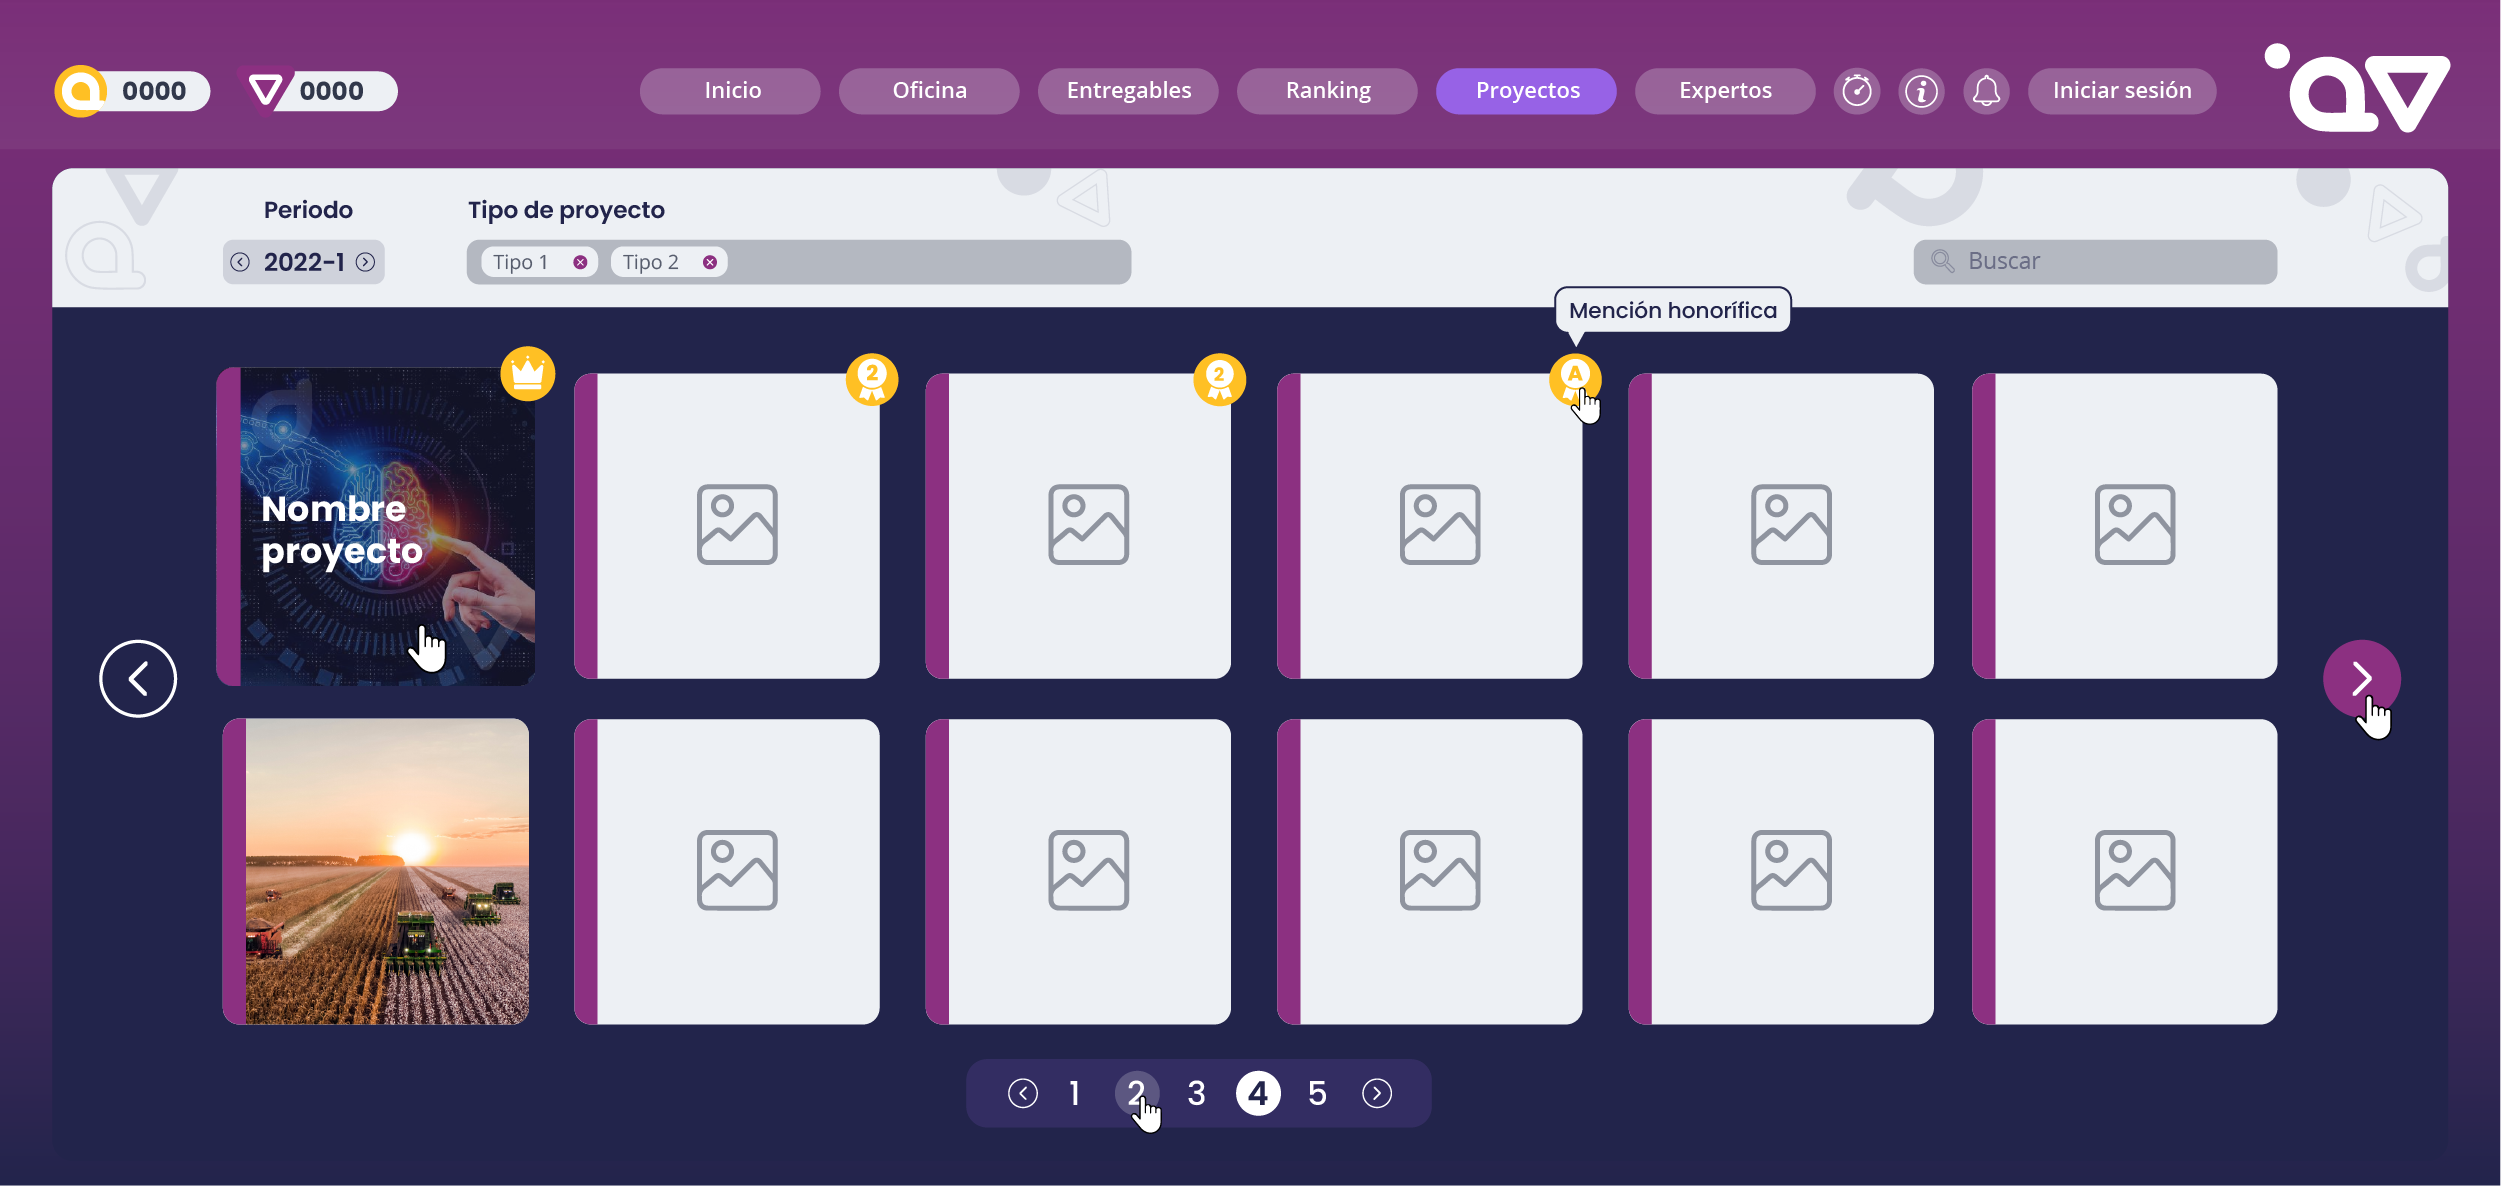 0000
0000
Inicio
Oficina
Entregables
Ranking
Proyectos
Expertos
i
Iniciar sesión
Periodo
2022-1
Tipo de proyecto
Tipo 1
Tipo 2
Buscar
Mención honorífica
2
2
A
Nombre
proyecto
1
2
3
4
5